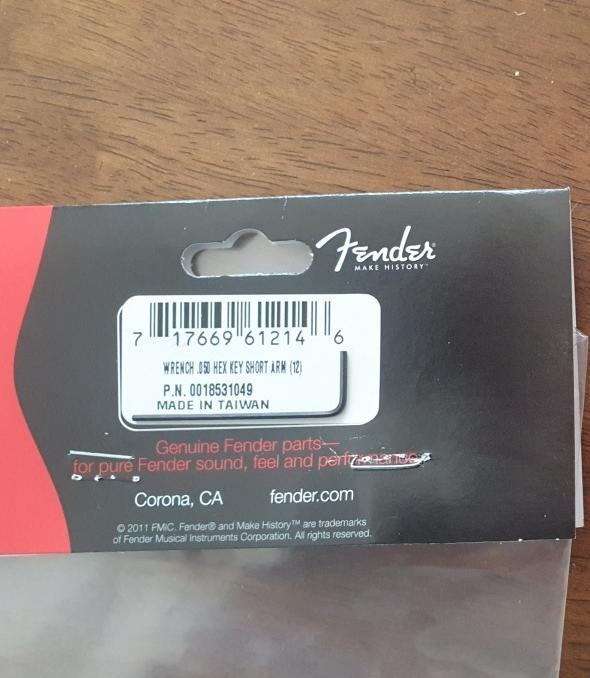 Fender
MAKE HISTORY™
7 17669 61214 6
WRENCH .050 HEX KEY SHORT ARM (12)
P.N. 0018531049
MADE IN TAIWAN
Genuine Fender parts—
for pure Fender sound, feel and performance.
Corona, CA fender.com
© 2011 FMIC. Fender® and Make History™ are trademarks
of Fender Musical Instruments Corporation. All rights reserved.